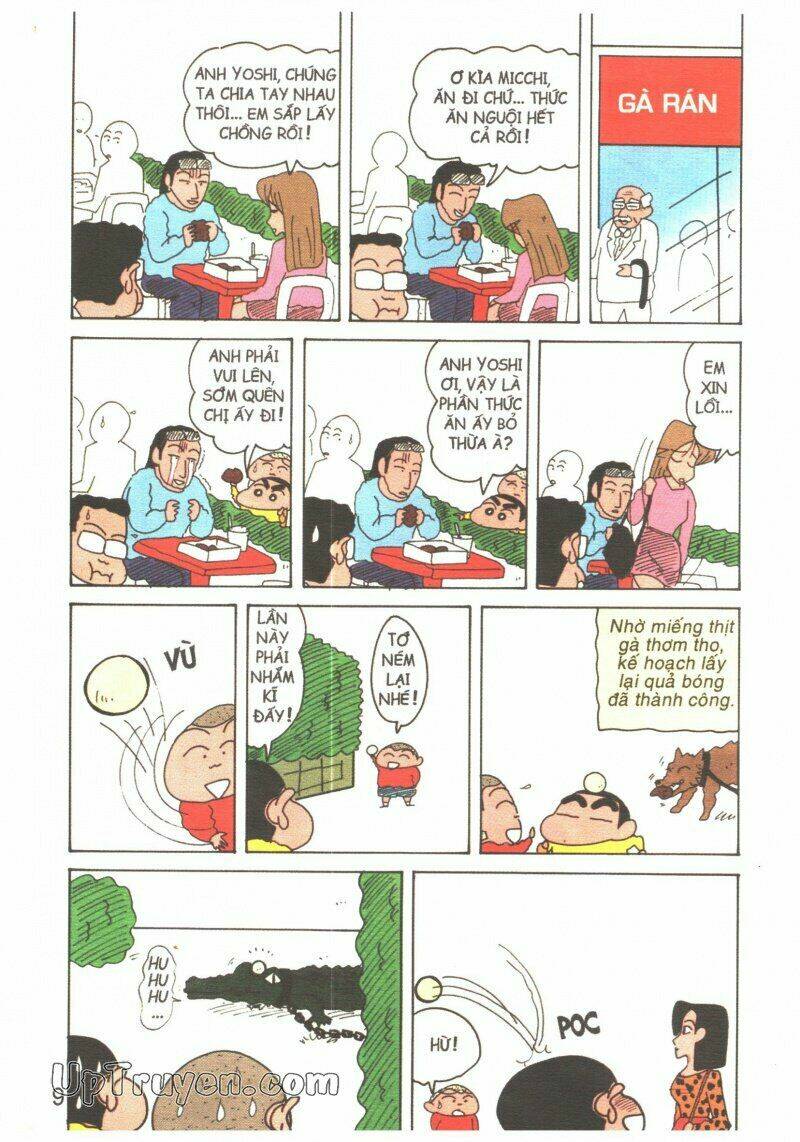 GÀ RÁN
Ơ KÌA MICCHI,
ĂN ĐI CHỨ... THỨC
ĂN NGUỘI HẾT
CẢ RỒI!
ANH YOSHI, CHÚNG
TA CHIA TAY NHAU
THÔI... EM SẮP LẤY
CHỒNG RỒI!
EM
XIN
LỖI...
ANH YOSHI
ƠI, VẬY LÀ
PHẦN THỨC
ĂN ẤY BỎ
THỪA À?
ANH PHẢI
VUI LÊN,
SỚM QUÊN
CHỊ ẤY ĐI!
Nhờ miếng thịt
gà thơm tho,
kế hoạch lấy
lại quả bóng
đã thành công.
TỚ
NÉM
LẠI
NHÉ!
LẦN
NÀY
PHẢI
NHẮM
KĨ
ĐẤY!
VÙ
POC
HỪ!
HU
HU
HU
...
9
UpTruyen.com